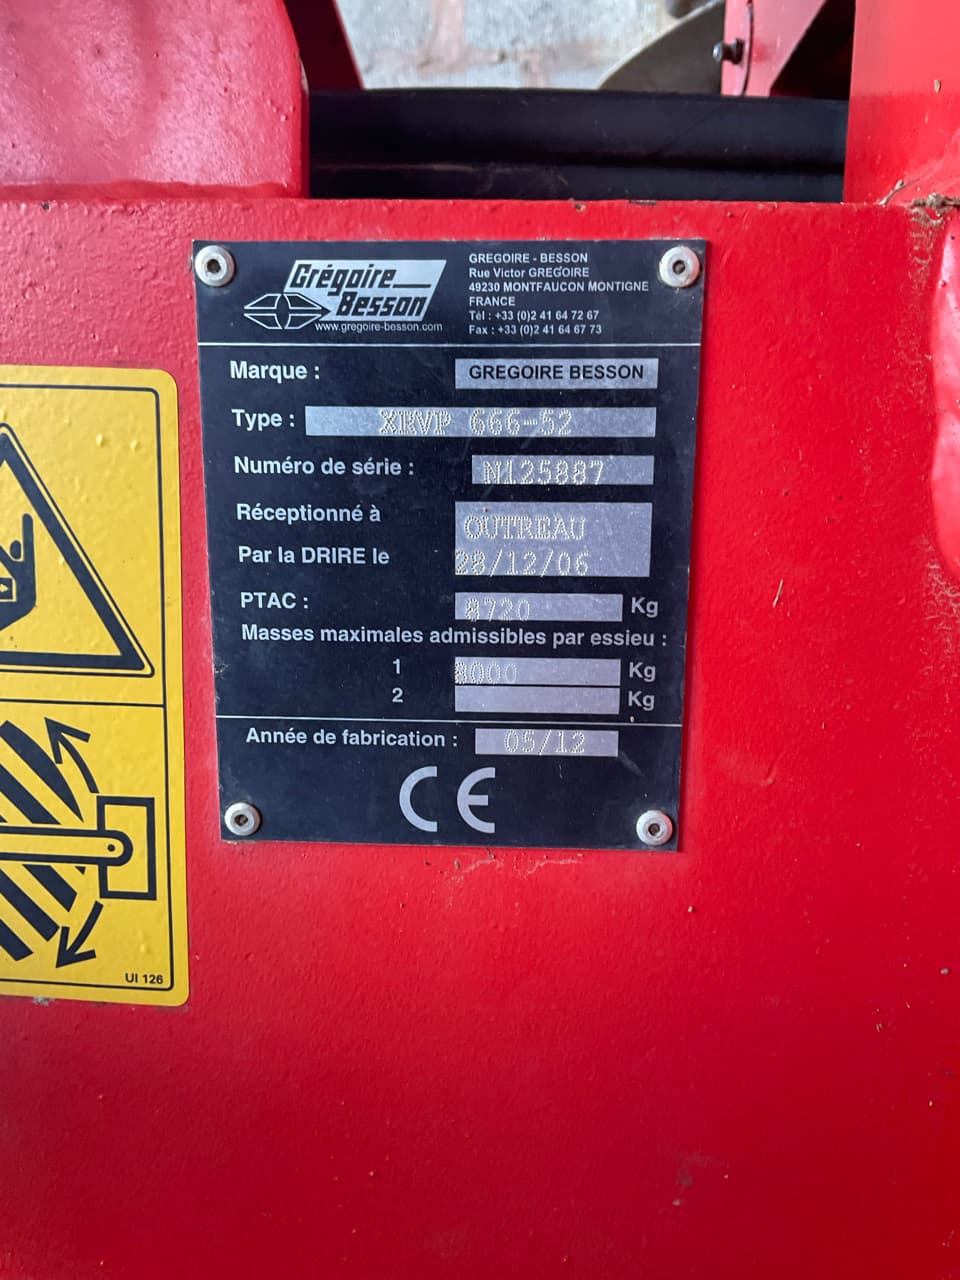 Grégoire
Besson
www.gregoire-besson.com
GREGOIRE - BESSON
Rue Victor GREGOIRE
49230 MONTFAUCON MONTIGNE
FRANCE
Tél : +33 (0)2 41 64 72 67
Fax : +33 (0)2 41 64 67 73
Marque : GREGOIRE BESSON
Type : XRVP 666-52
Numéro de série : N125887
Réceptionné à OUTREAU
Par la DRIRE le 28/12/06
PTAC : 8720 Kg
Masses maximales admissibles par essieu :
1 8000 Kg
2 Kg
Année de fabrication : 05/12
CE
UI 126